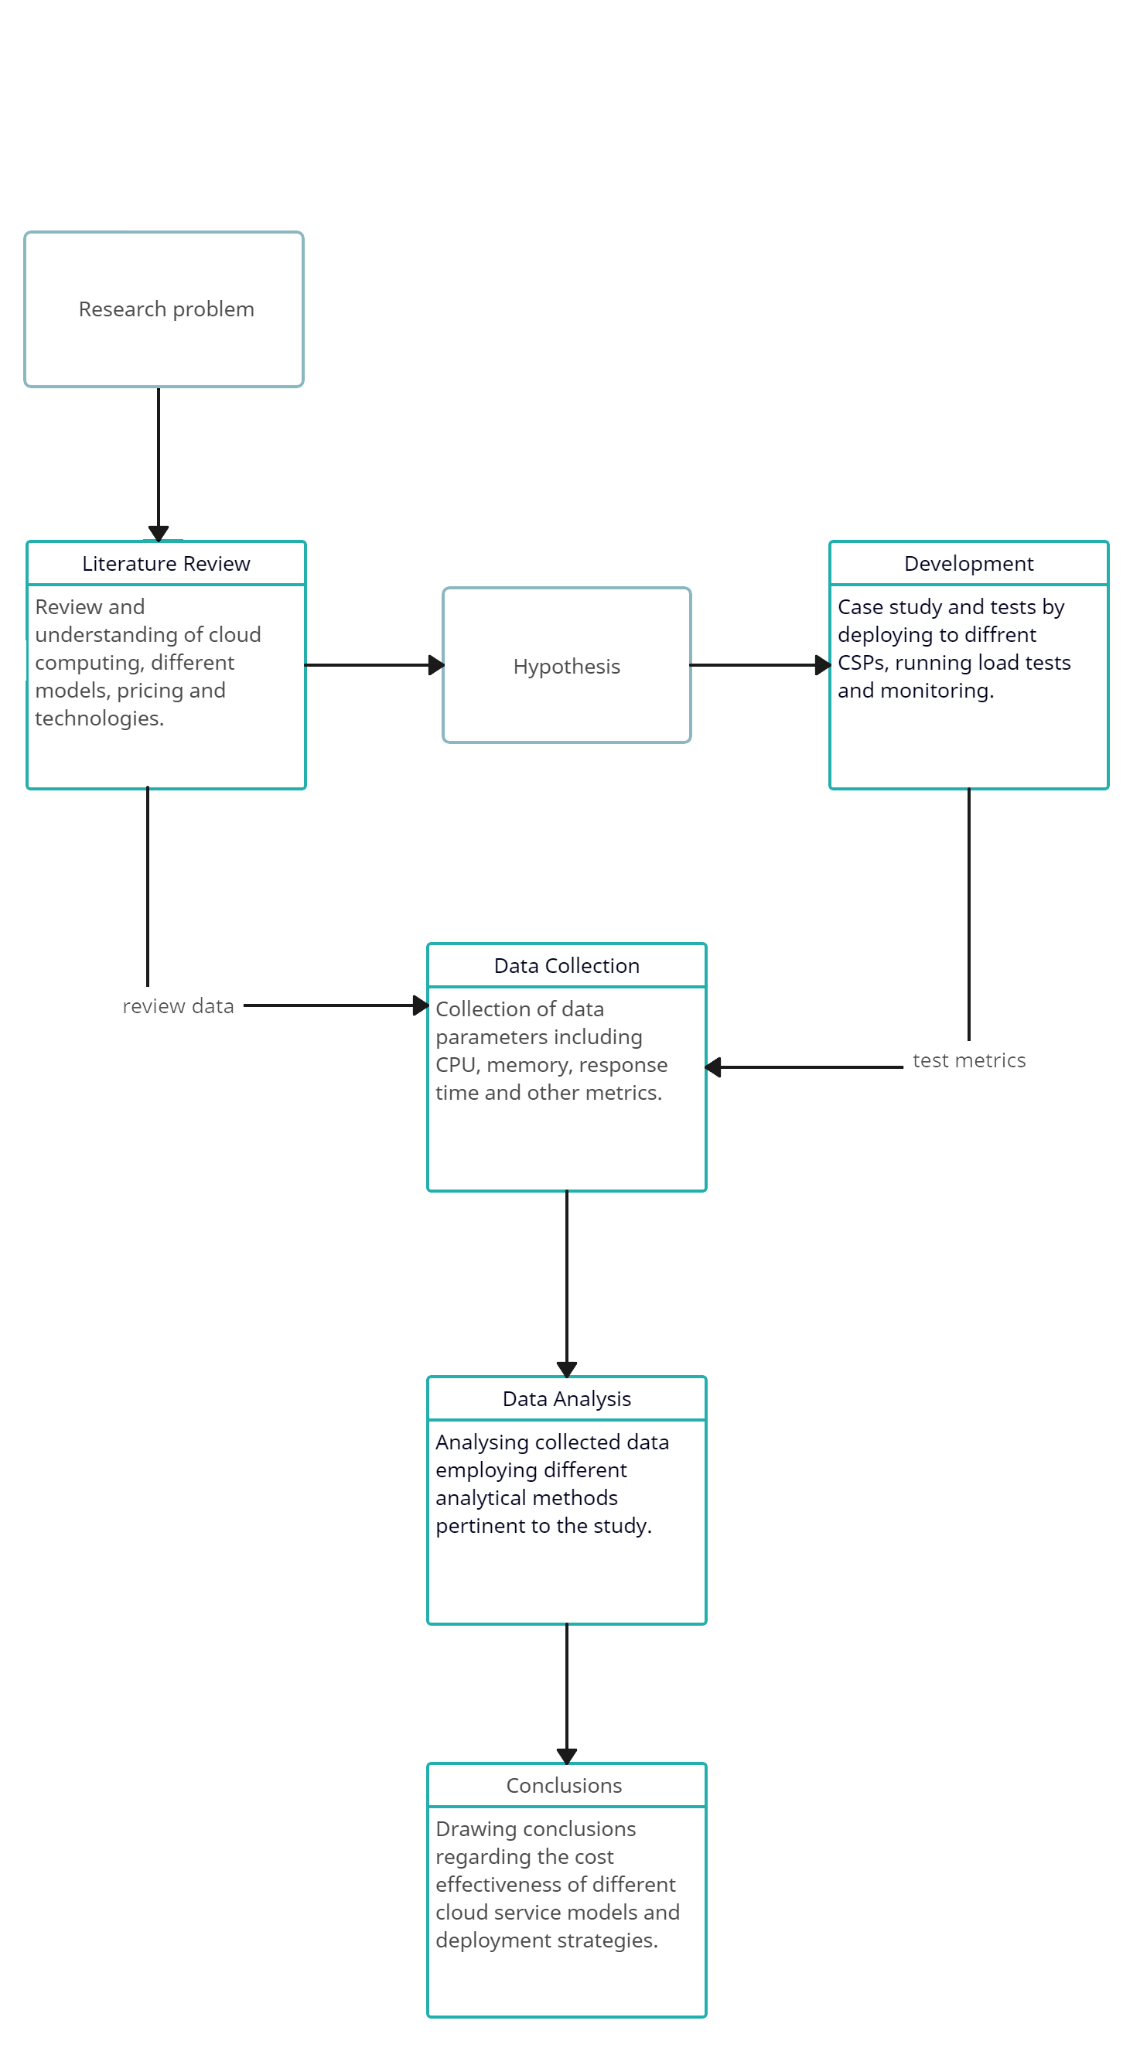 Research problem
Literature Review
Review and
understanding of cloud
computing, different
models, pricing and
technologies.
Hypothesis
Development
Case study and tests by
deploying to diffrent
CSPs, running load tests
and monitoring.
review data
Data Collection
Collection of data
parameters including
CPU, memory, response
time and other metrics.
test metrics
Data Analysis
Analysing collected data
employing different
analytical methods
pertinent to the study.
Conclusions
Drawing conclusions
regarding the cost
effectiveness of different
cloud service models and
deployment strategies.